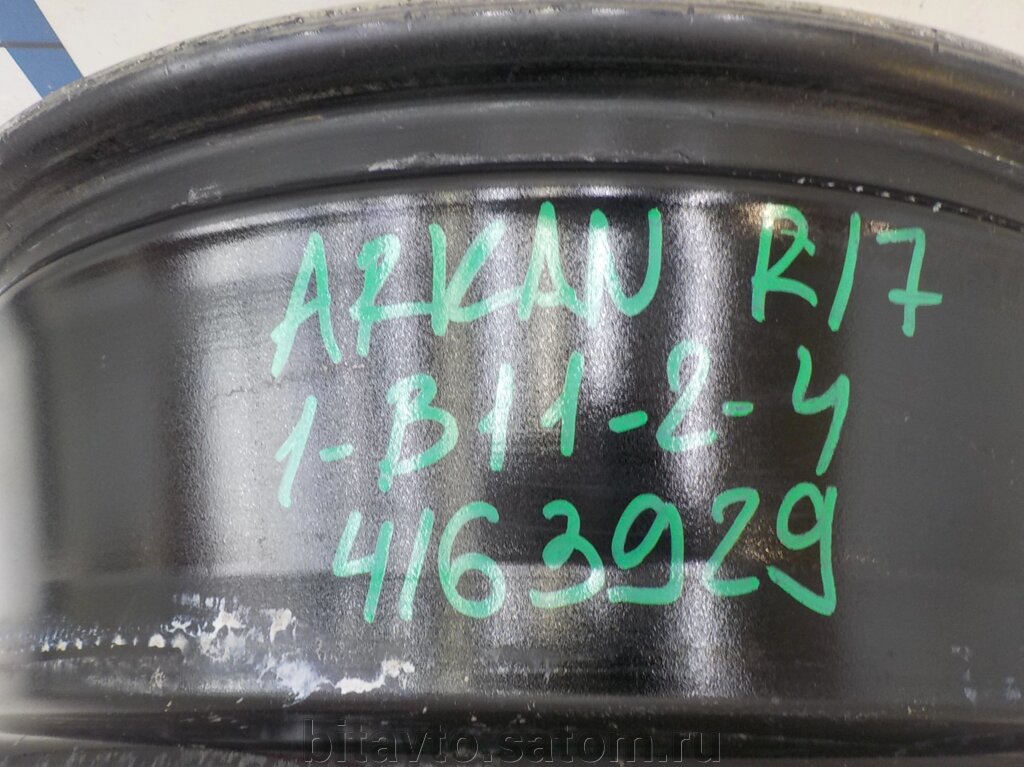 ARKAN R17
1-B11-2-4
4163929
bitavto.satom.ru